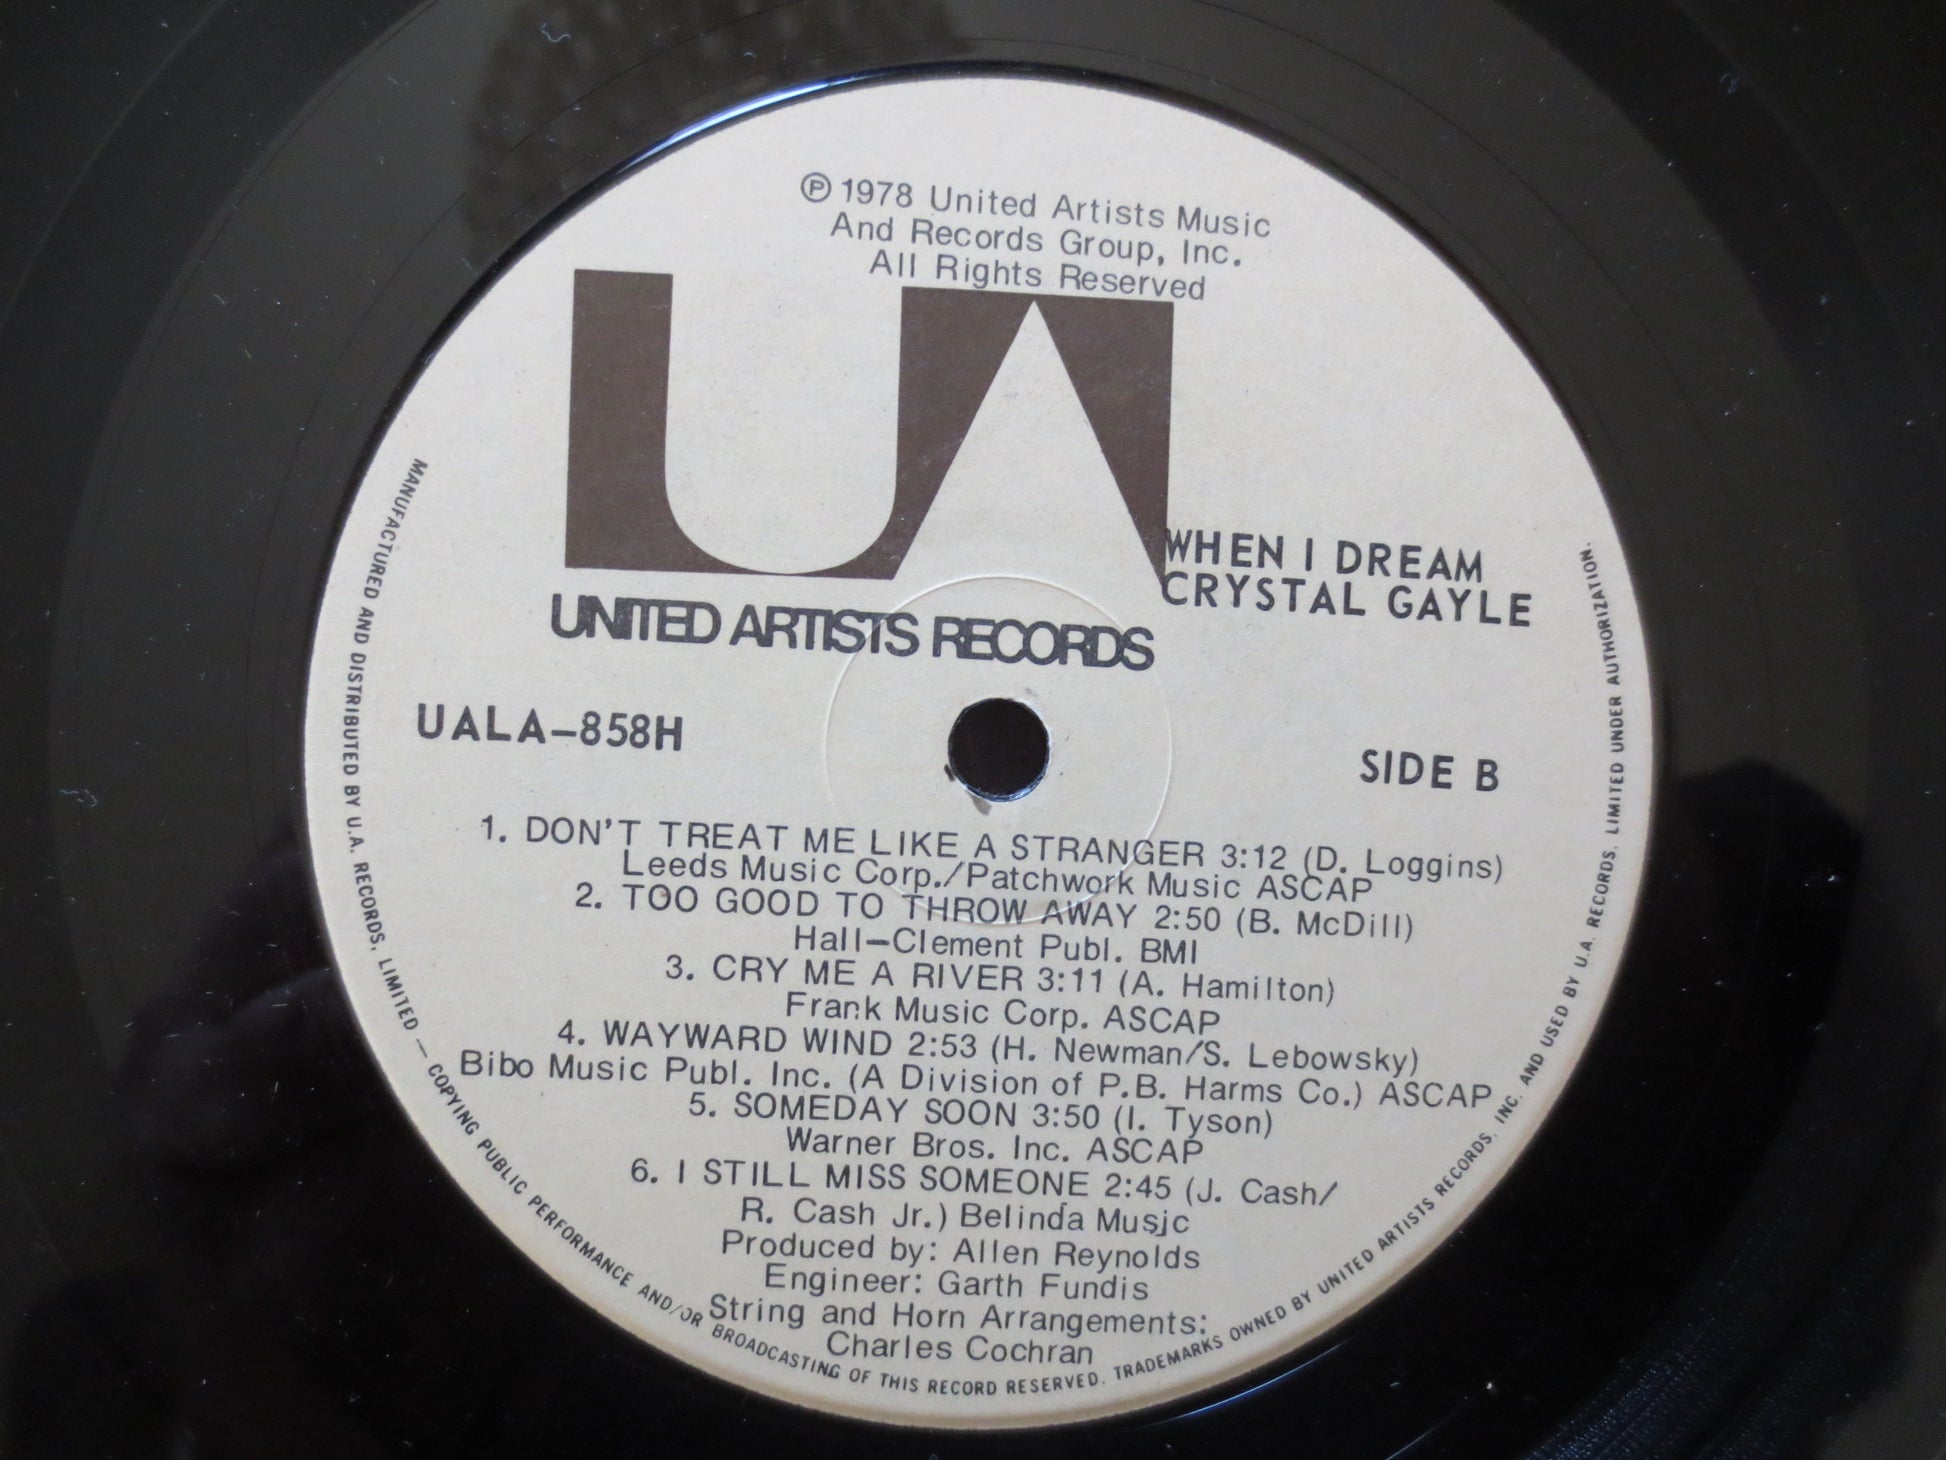 ℗ 1978 United Artists Music
And Records Group, Inc.
All Rights Reserved
UA
UNITED ARTISTS RECORDS
WHEN I DREAM
CRYSTAL GAYLE
UALA-858H
SIDE B
1. DON'T TREAT ME LIKE A STRANGER 3:12 (D. Loggins)
Leeds Music Corp./Patchwork Music ASCAP
2. TOO GOOD TO THROW AWAY 2:50 (B. McDill)
Hall-Clement Publ. BMI
3. CRY ME A RIVER 3:11 (A. Hamilton)
Frank Music Corp. ASCAP
4. WAYWARD WIND 2:53 (H. Newman/S. Lebowsky)
Bibo Music Publ. Inc. (A Division of P.B. Harms Co.) ASCAP
5. SOMEDAY SOON 3:50 (I. Tyson)
Warner Bros. Inc. ASCAP
6. I STILL MISS SOMEONE 2:45 (J. Cash/
R. Cash Jr.) Belinda Music
Produced by: Allen Reynolds
Engineer: Garth Fundis
String and Horn Arrangements:
Charles Cochran
MANUFACTURED AND DISTRIBUTED BY U.A. RECORDS, LIMITED — COPYING PUBLIC PERFORMANCE AND/OR BROADCASTING OF THIS RECORD RESERVED. TRADEMARKS OWNED BY UNITED ARTISTS RECORDS, INC. AND USED BY U.A. RECORDS, LIMITED UNDER AUTHORIZATION.